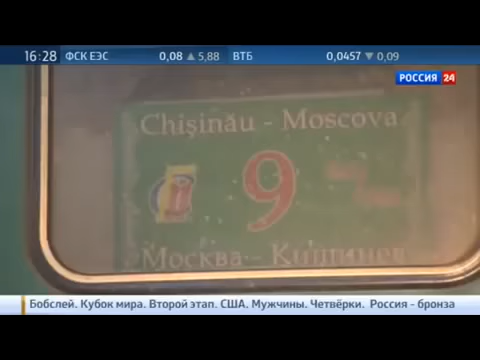 16:28 ФСК ЕЭС 0,08 ▲ 5,88 ВТБ 0,0457 ▼ 0,09
РОССИЯ 24
Chişinău - Moscova
9
Москва - Кишинев
Бобслей. Кубок мира. Второй этап. США. Мужчины. Четвёрки. Россия - бронза